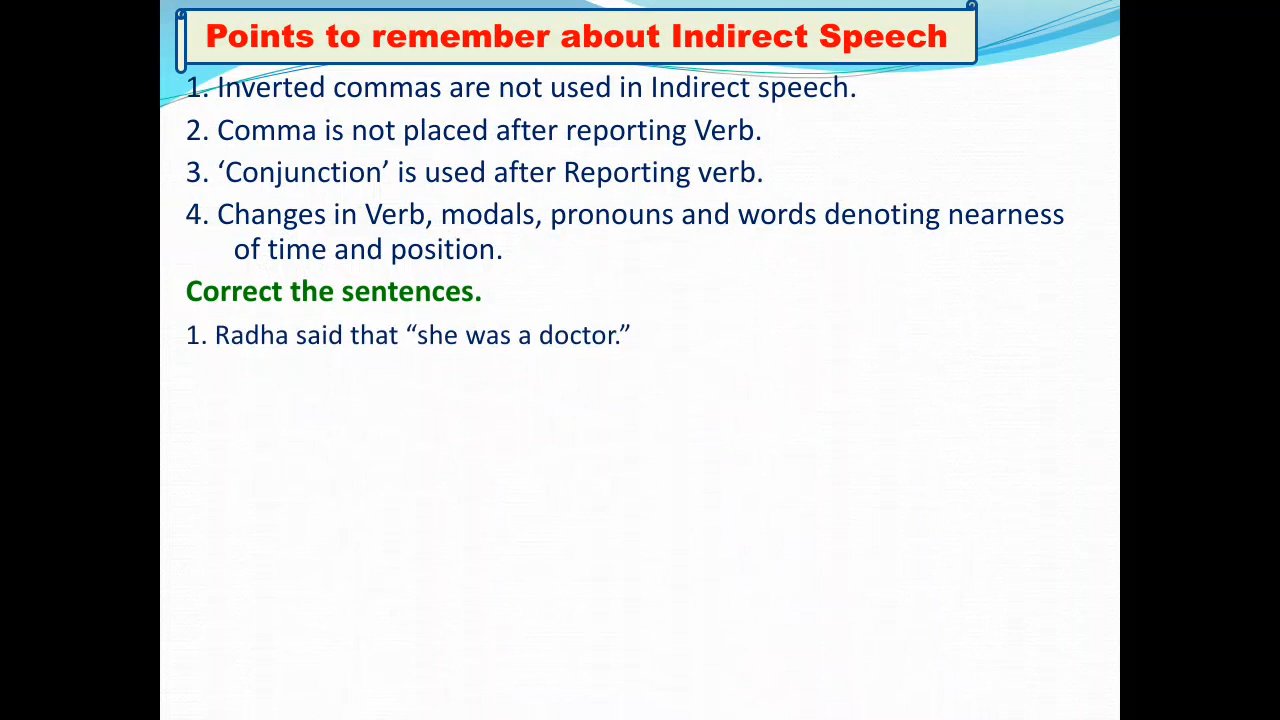 Points to remember about Indirect Speech
1. Inverted commas are not used in Indirect speech.
2. Comma is not placed after reporting Verb.
3. ‘Conjunction’ is used after Reporting verb.
4. Changes in Verb, modals, pronouns and words denoting nearness
of time and position.
Correct the sentences.
1. Radha said that “she was a doctor.”